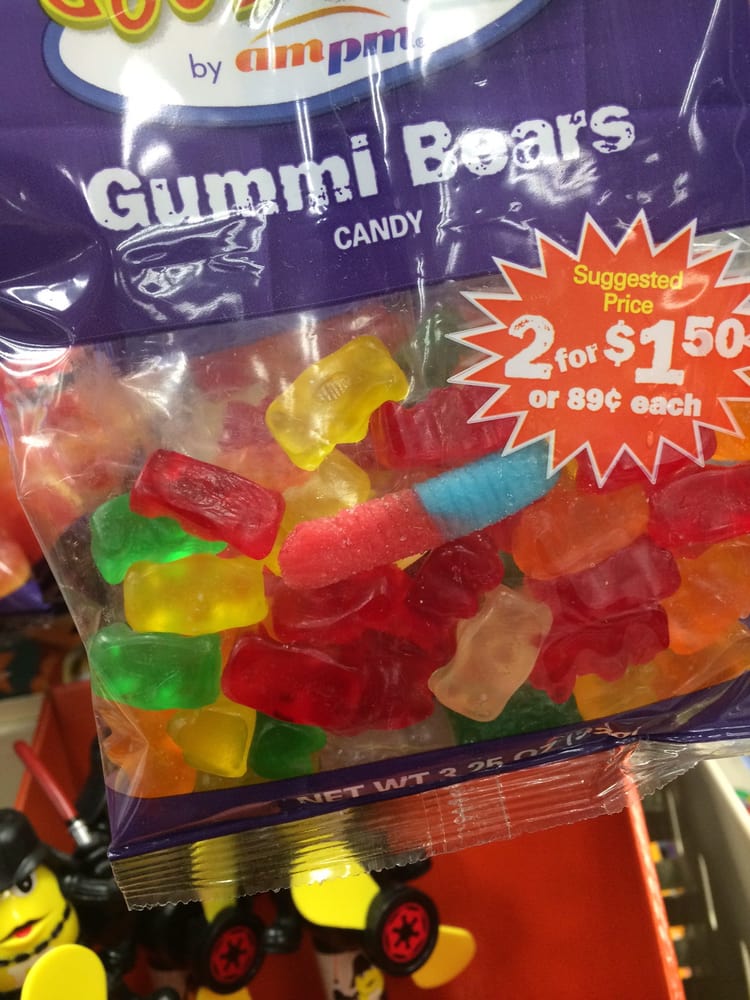 by ampm®
Gummi Bears
CANDY
Suggested
Price
2 for $1.50
or 89¢ each
NET WT 3.25 OZ